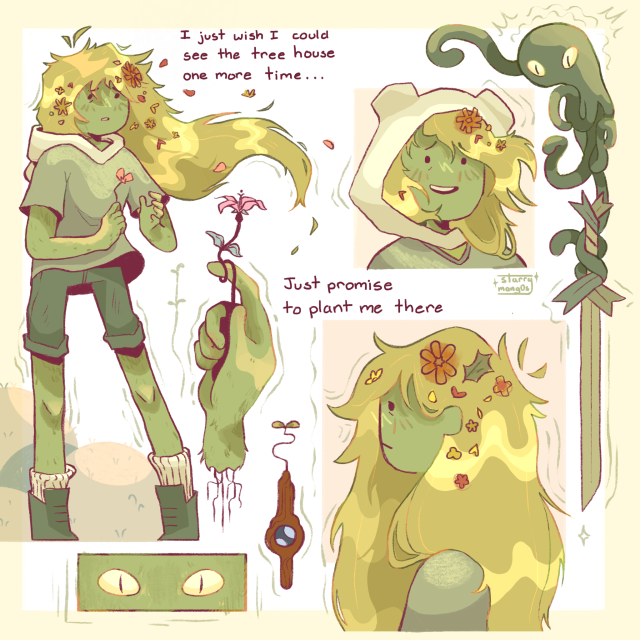 I just wish I could
see the tree house
one more time...
Just promise
to plant me there
starry
mang0s